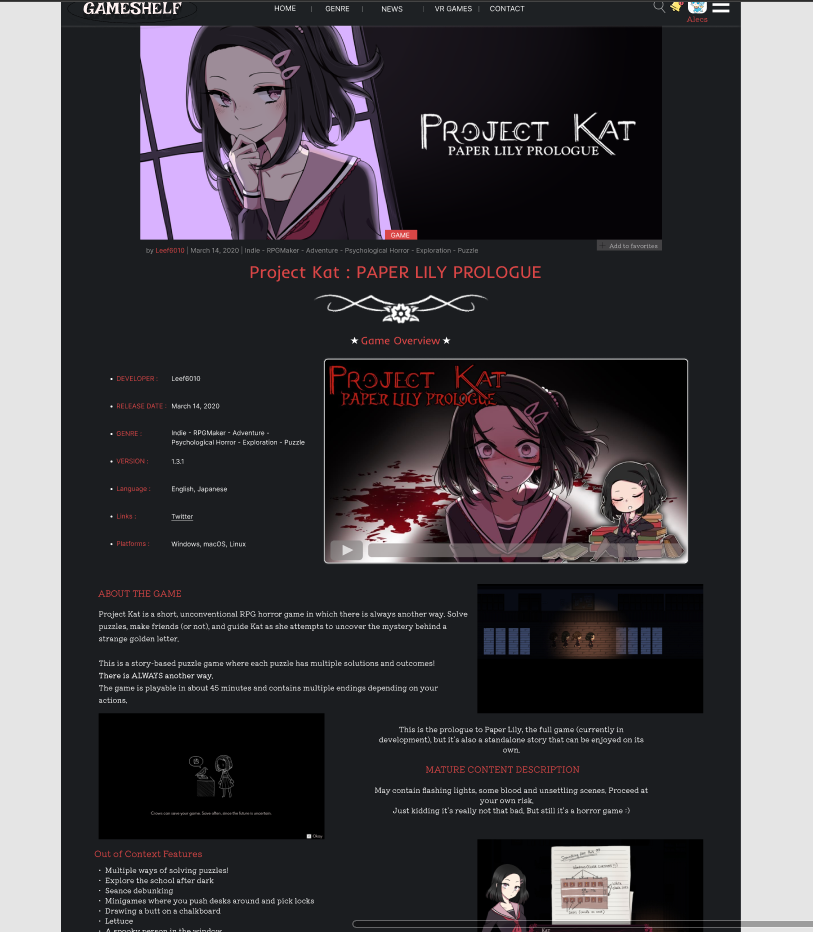 GAMESHELF
HOME | GENRE | NEWS | VR GAMES | CONTACT
Alecs
PROJECT KAT
PAPER LILY PROLOGUE
GAME
by Leef6010 | March 14, 2020 | Indie - RPGMaker - Adventure - Psychological Horror - Exploration - Puzzle
Add to favorites
Project Kat : PAPER LILY PROLOGUE
★ Game Overview ★
• DEVELOPER : Leef6010
• RELEASE DATE : March 14, 2020
• GENRE : Indie - RPGMaker - Adventure -
Psychological Horror - Exploration - Puzzle
• VERSION : 1.3.1
• Language : English, Japanese
• Links : Twitter
• Platforms : Windows, macOS, Linux
PROJECT KAT
PAPER LILY PROLOGUE
ABOUT THE GAME
Project Kat is a short, unconventional RPG horror game in which there is always another way. Solve
puzzles, make friends (or not), and guide Kat as she attempts to uncover the mystery behind a
strange golden letter.
This is a story-based puzzle game where each puzzle has multiple solutions and outcomes!
There is ALWAYS another way.
The game is playable in about 45 minutes and contains multiple endings depending on your
actions.
Crows can save your game. Save often, since the future is uncertain.
Okay
This is the prologue to Paper Lily, the full game (currently in
development), but it's also a standalone story that can be enjoyed on its
own.
MATURE CONTENT DESCRIPTION
May contain flashing lights, some blood and unsettling scenes. Proceed at
your own risk.
Just kidding it's really not that bad. But still it's a horror game :)
Out of Context Features
• Multiple ways of solving puzzles!
• Explore the school after dark
• Seance debunking
• Minigames where you push desks around and pick locks
• Drawing a butt on a chalkboard
• Lettuce
• A spooky person in the window
Kat